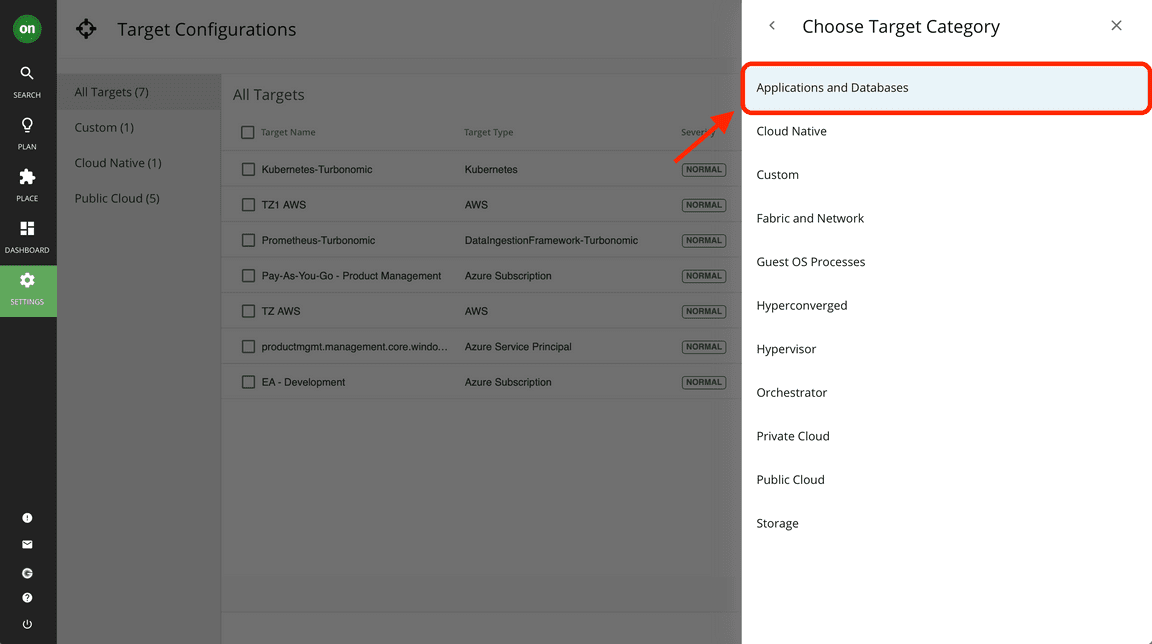 on
SEARCH
PLAN
PLACE
DASHBOARD
SETTINGS
Target Configurations
All Targets (7)
Custom (1)
Cloud Native (1)
Public Cloud (5)
All Targets
Target Name Target Type Severity
Kubernetes-Turbonomic Kubernetes NORMAL
TZ1 AWS AWS NORMAL
Prometheus-Turbonomic DataIngestionFramework-Turbonomic NORMAL
Pay-As-You-Go - Product Management Azure Subscription NORMAL
TZ AWS AWS NORMAL
productmgmt.management.core.windo... Azure Service Principal NORMAL
EA - Development Azure Subscription NORMAL
Choose Target Category
Applications and Databases
Cloud Native
Custom
Fabric and Network
Guest OS Processes
Hyperconverged
Hypervisor
Orchestrator
Private Cloud
Public Cloud
Storage